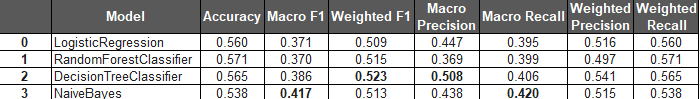 Model Accuracy Macro F1 Weighted F1 Macro Precision Macro Recall Weighted Precision Weighted Recall
0 LogisticRegression 0.560 0.371 0.509 0.447 0.395 0.516 0.560
1 RandomForestClassifier 0.571 0.370 0.515 0.369 0.399 0.497 0.571
2 DecisionTreeClassifier 0.565 0.386 0.523 0.508 0.406 0.541 0.565
3 NaiveBayes 0.538 0.417 0.513 0.438 0.420 0.515 0.538